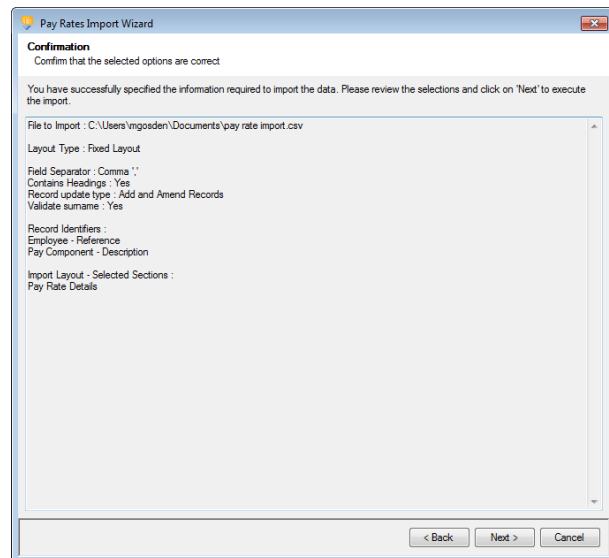 Pay Rates Import Wizard
Confirmation
Comfirm that the selected options are correct
You have successfully specified the information required to import the data. Please review the selections and click on 'Next' to execute
the import.
File to Import : C:\Users\mgosden\Documents\pay rate import.csv
Layout Type : Fixed Layout
Field Separator : Comma ','
Contains Headings : Yes
Record update type : Add and Amend Records
Validate surname : Yes
Record Identifiers :
Employee - Reference
Pay Component - Description
Import Layout - Selected Sections :
Pay Rate Details
< Back Next > Cancel